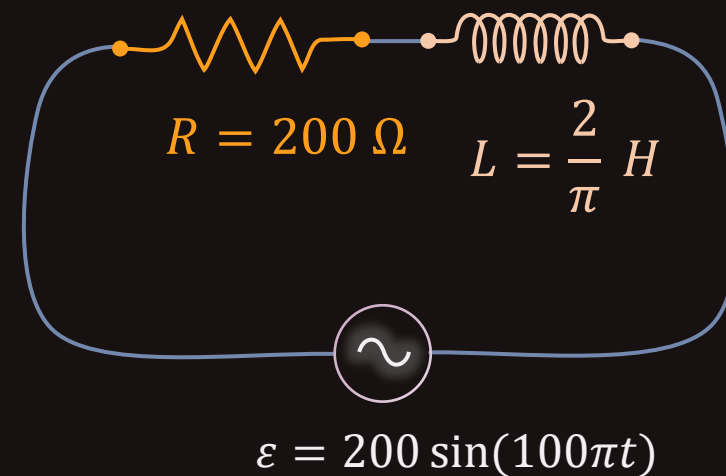 R = 200 Ω
L = 2/π H
ε = 200 sin(100πt)